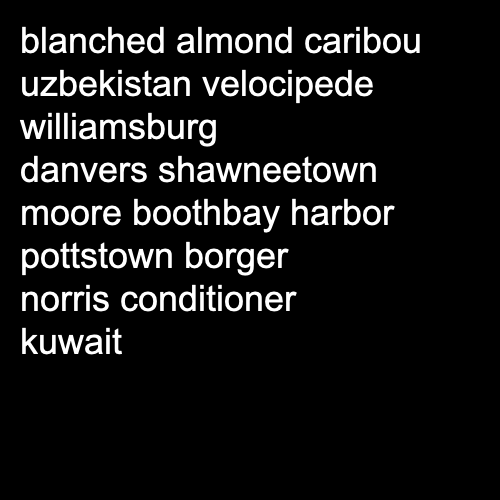 blanched almond caribou
uzbekistan velocipede
williamsburg
danvers shawneetown
moore boothbay harbor
pottstown borger
norris conditioner
kuwait